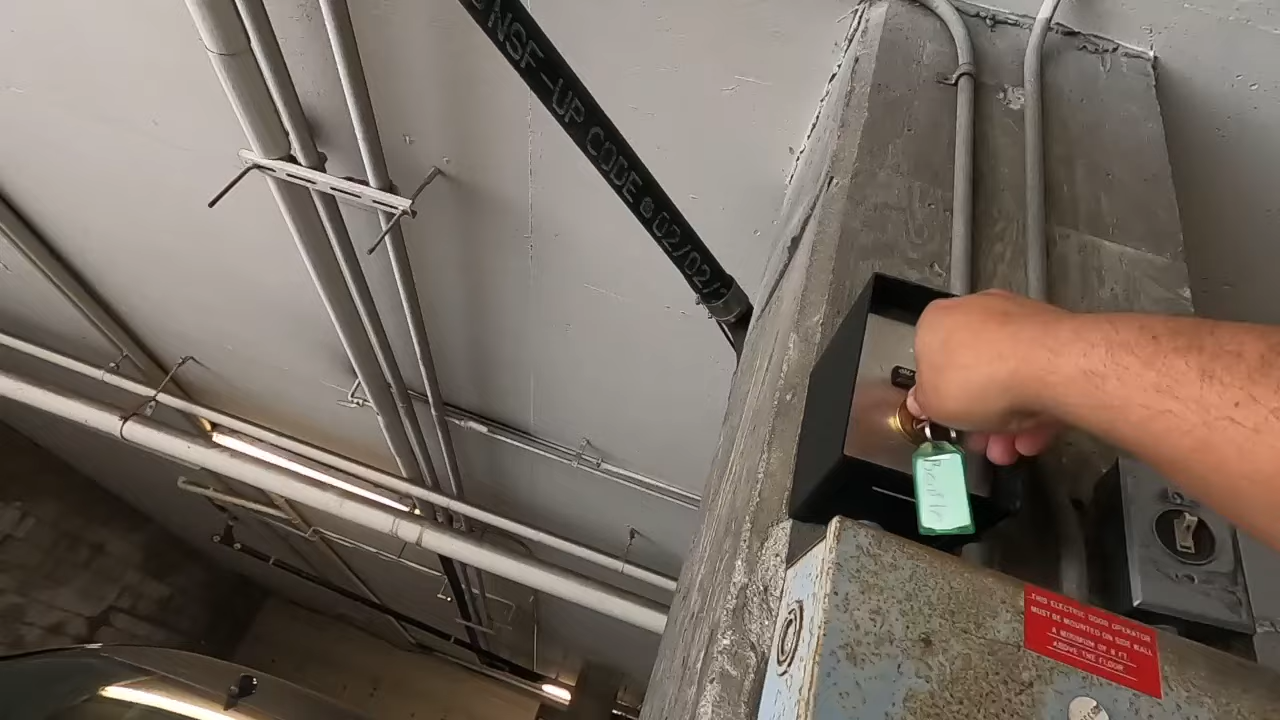 NSF-UP CODE 02/02/
THIS ELECTRIC DOOR OPERATOR
MUST BE MOUNTED ON SIDE WALL
A MINIMUM OF 8 FT.
ABOVE THE FLOOR